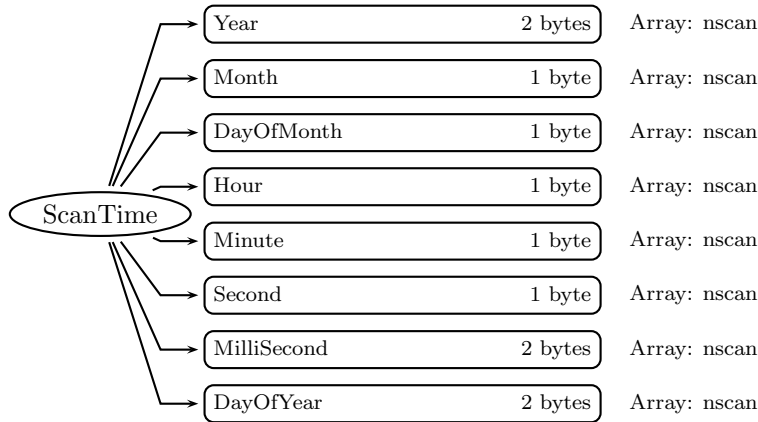 Year 2 bytes Array: nscan
Month 1 byte Array: nscan
DayOfMonth 1 byte Array: nscan
Hour 1 byte Array: nscan
ScanTime
Minute 1 byte Array: nscan
Second 1 byte Array: nscan
MilliSecond 2 bytes Array: nscan
DayOfYear 2 bytes Array: nscan